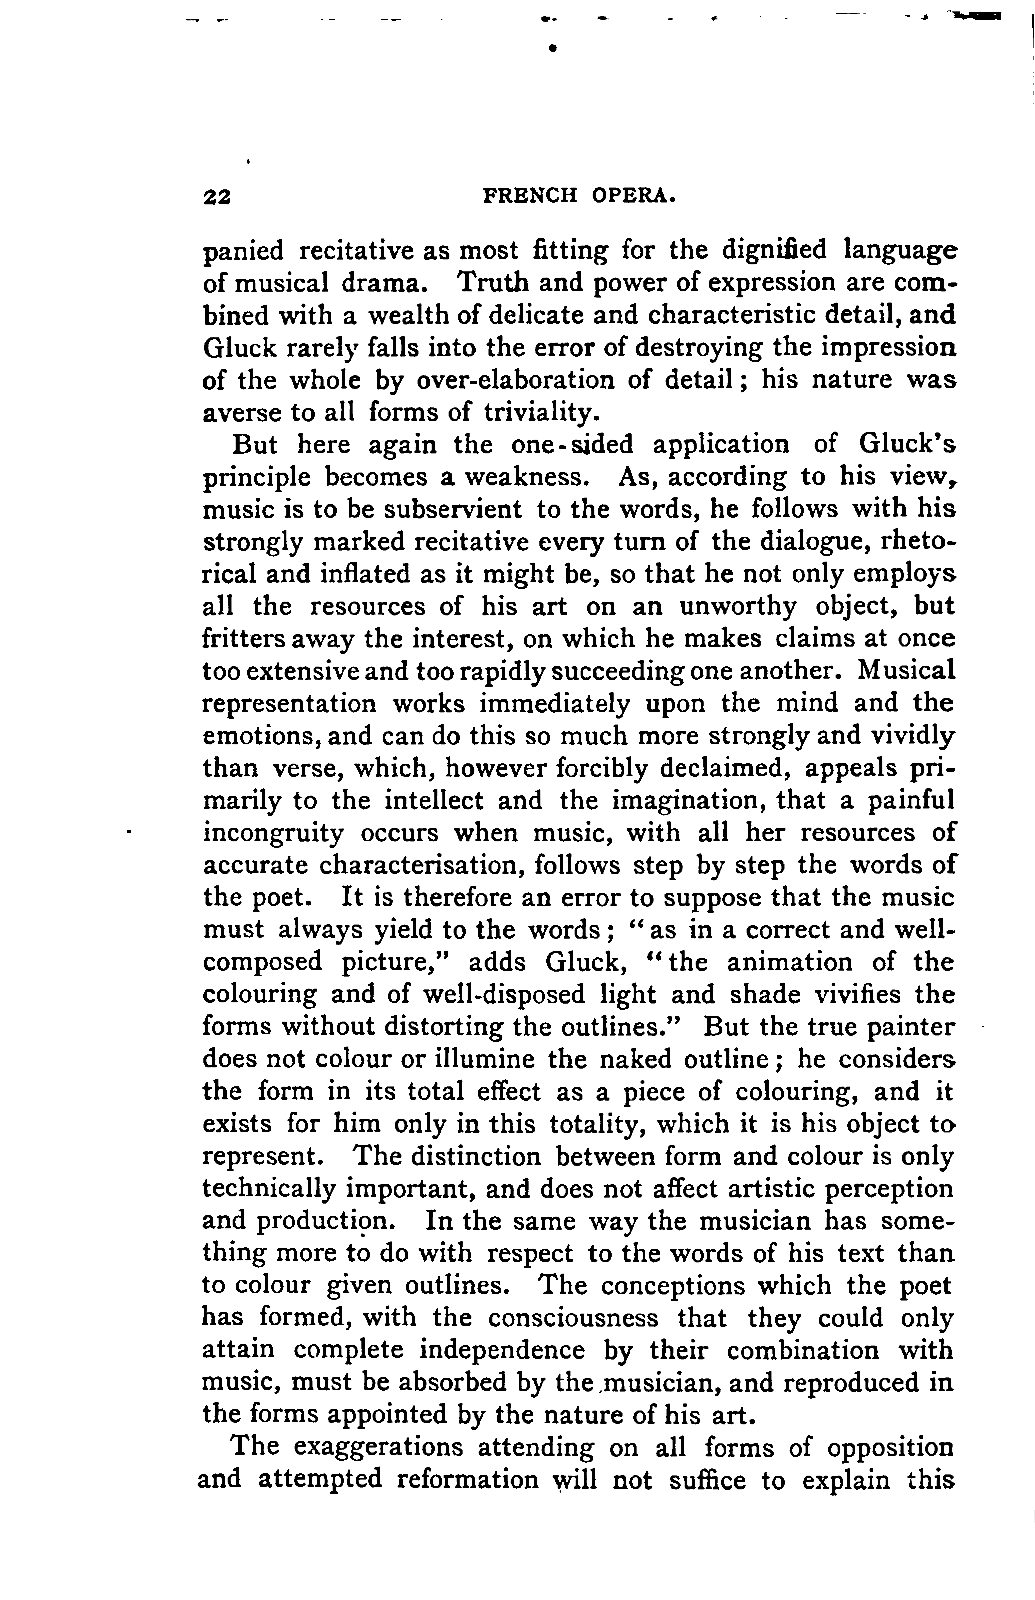 22 FRENCH OPERA.
panied recitative as most fitting for the dignified language
of musical drama. Truth and power of expression are com-
bined with a wealth of delicate and characteristic detail, and
Gluck rarely falls into the error of destroying the impression
of the whole by over-elaboration of detail; his nature was
averse to all forms of triviality.
But here again the one-sided application of Gluck's
principle becomes a weakness. As, according to his view,
music is to be subservient to the words, he follows with his
strongly marked recitative every turn of the dialogue, rheto-
rical and inflated as it might be, so that he not only employs
all the resources of his art on an unworthy object, but
fritters away the interest, on which he makes claims at once
too extensive and too rapidly succeeding one another. Musical
representation works immediately upon the mind and the
emotions, and can do this so much more strongly and vividly
than verse, which, however forcibly declaimed, appeals pri-
marily to the intellect and the imagination, that a painful
incongruity occurs when music, with all her resources of
accurate characterisation, follows step by step the words of
the poet. It is therefore an error to suppose that the music
must always yield to the words; "as in a correct and well-
composed picture," adds Gluck, "the animation of the
colouring and of well-disposed light and shade vivifies the
forms without distorting the outlines." But the true painter
does not colour or illumine the naked outline; he considers
the form in its total effect as a piece of colouring, and it
exists for him only in this totality, which it is his object to
represent. The distinction between form and colour is only
technically important, and does not affect artistic perception
and production. In the same way the musician has some-
thing more to do with respect to the words of his text than
to colour given outlines. The conceptions which the poet
has formed, with the consciousness that they could only
attain complete independence by their combination with
music, must be absorbed by the musician, and reproduced in
the forms appointed by the nature of his art.
The exaggerations attending on all forms of opposition
and attempted reformation will not suffice to explain this